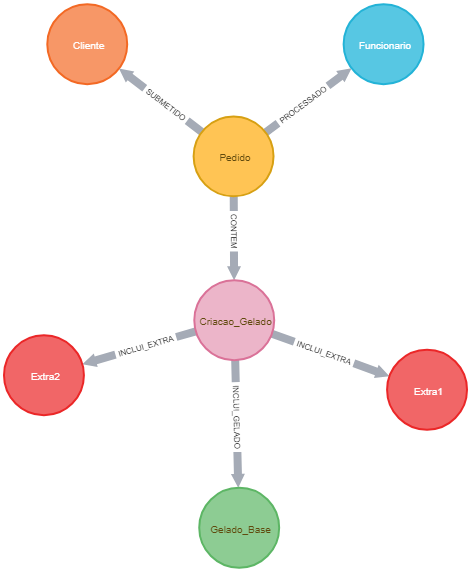 Cliente
Funcionario
SUBMETIDO
PROCESSADO
Pedido
CONTEM
Criacao_Gelado
INCLUI_EXTRA
INCLUI_EXTRA
Extra2
Extra1
INCLUI_GELADO
Gelado_Base